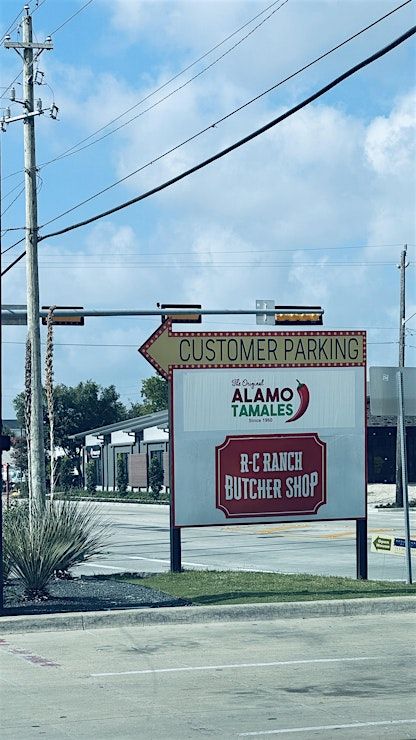 CUSTOMER PARKING
The Original
ALAMO
TAMALES
Since 1960
R-C RANCH
BUTCHER SHOP